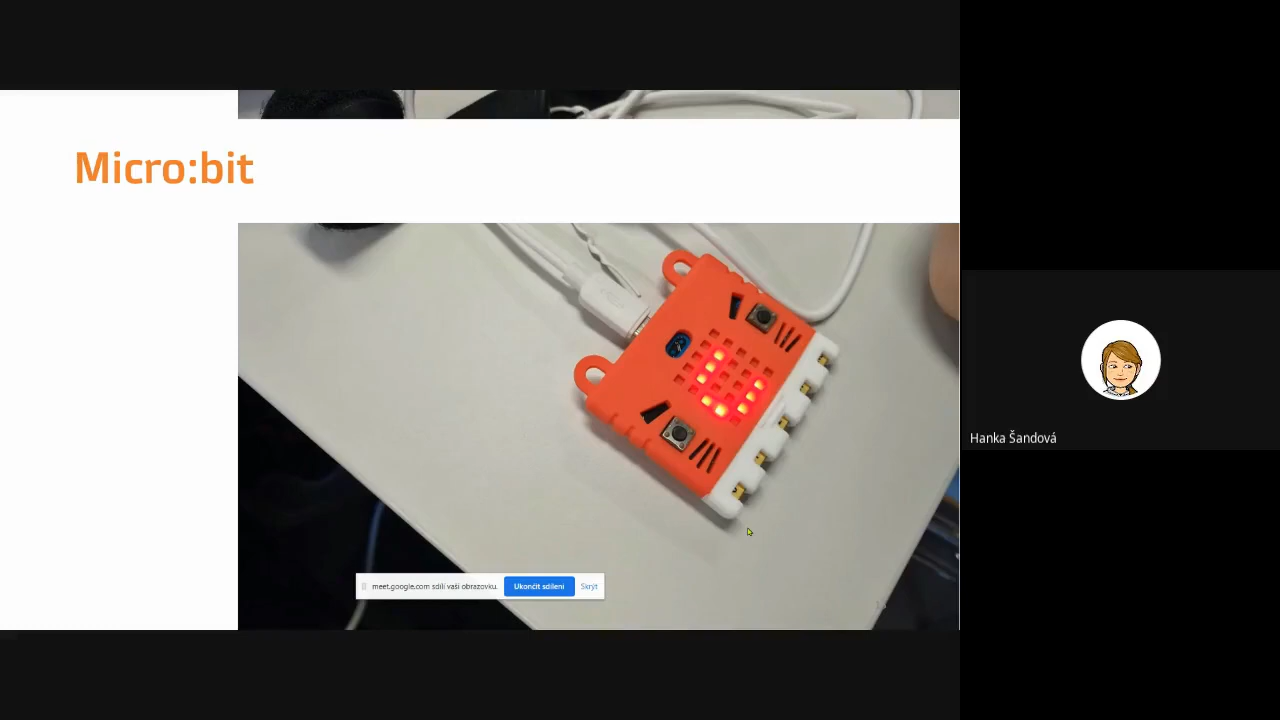 Micro:bit
meet.google.com sdílí vaši obrazovku.
Ukončit sdílení
Skrýt
Hanka Šandová